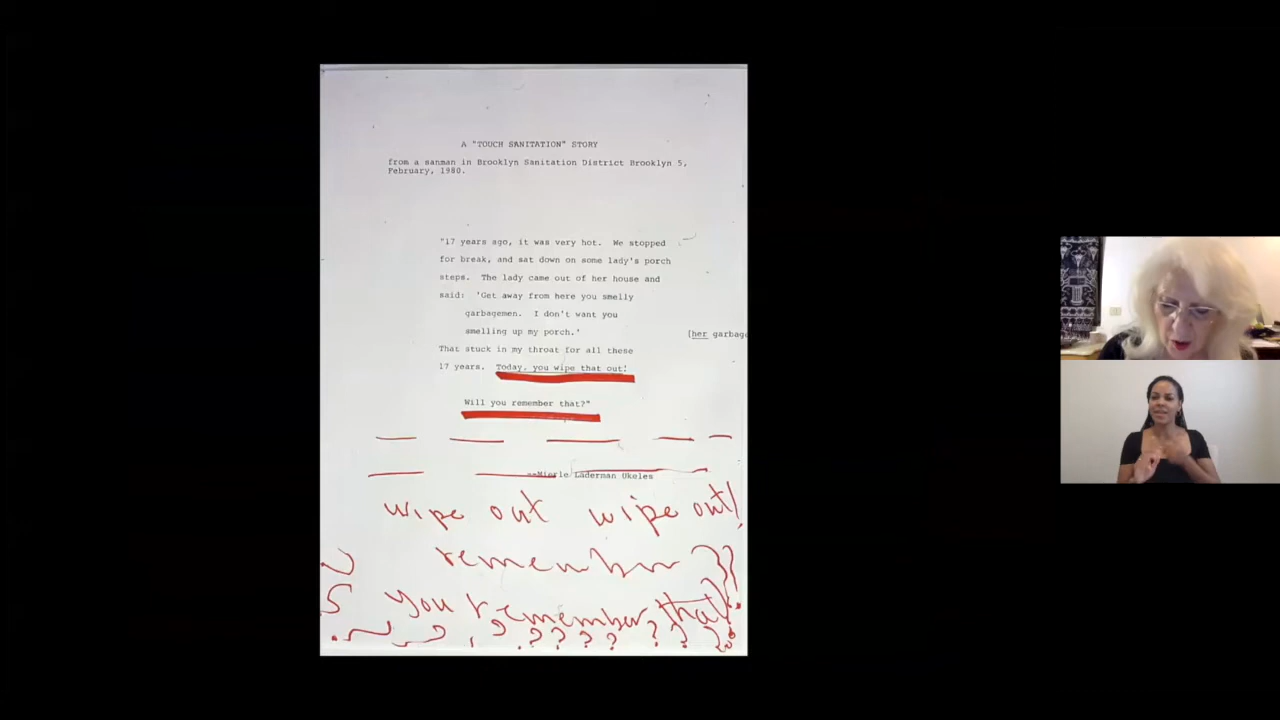 A "TOUCH SANITATION" STORY
from a sanman in Brooklyn Sanitation District Brooklyn 5,
February, 1980.
"17 years ago, it was very hot. We stopped
for break, and sat down on some lady's porch
steps. The lady came out of her house and
said: 'Get away from here you smelly
garbagemen. I don't want you
smelling up my porch.'
[her garbage
That stuck in my throat for all these
17 years. Today, you wipe that out!
Will you remember that?"
--Mierle Laderman Ukeles
wipe out wipe out!
remember ??
you remember that?
? ? ? ? ? ? ? ?